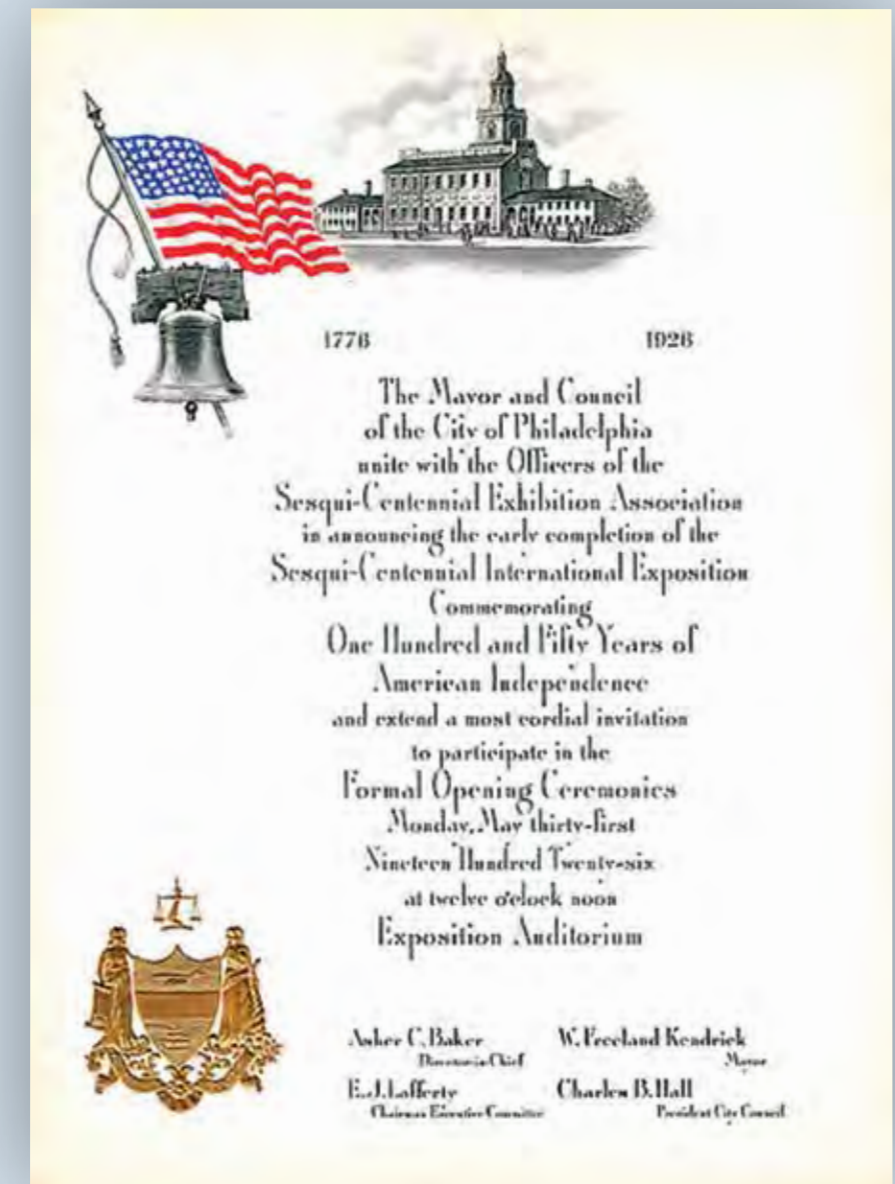 1776 1926
The Mayor and Council
of the City of Philadelphia
unite with the Officers of the
Sesqui-Centennial Exhibition Association
in announcing the early completion of the
Sesqui-Centennial International Exposition
Commemorating
One Hundred and Fifty Years of
American Independence
and extend a most cordial invitation
to participate in the
Formal Opening Ceremonies
Monday, May thirty-first
Nineteen Hundred Twenty-six
at twelve o'clock noon
Exposition Auditorium
Asher C. Baker W. Freeland Kendrick
Director-in-Chief Mayor
E. J. Lafferty Charles B. Hall
Chairman Executive Committee President City Council